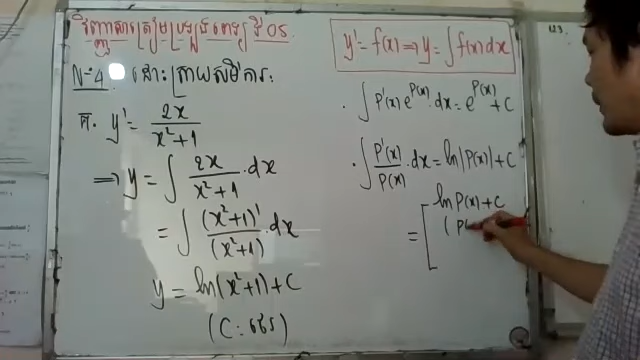 y' = f(x) ⟹ y = ∫ f(x) dx
N=4 ដោះស្រាយសមីការ:
y' = 2x / (x² + 1)
⟹ y = ∫ 2x / (x² + 1) · dx
= ∫ (x² + 1)' / (x² + 1) · dx
y = ln(x² + 1) + C
(C: ថេរ)
· ∫ P'(x) e^P(x) · dx = e^P(x) + C
· ∫ P'(x) / P(x) · dx = ln|P(x)| + C
= [ ln P(x) + C
( P(